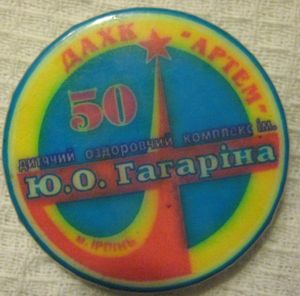 ДАХК "АРТЕМ"
50
ДИТЯЧИЙ ОЗДОРОВЧИЙ КОМПЛЕКС ІМ.
Ю.О. Гагаріна
М. ІРПІНЬ